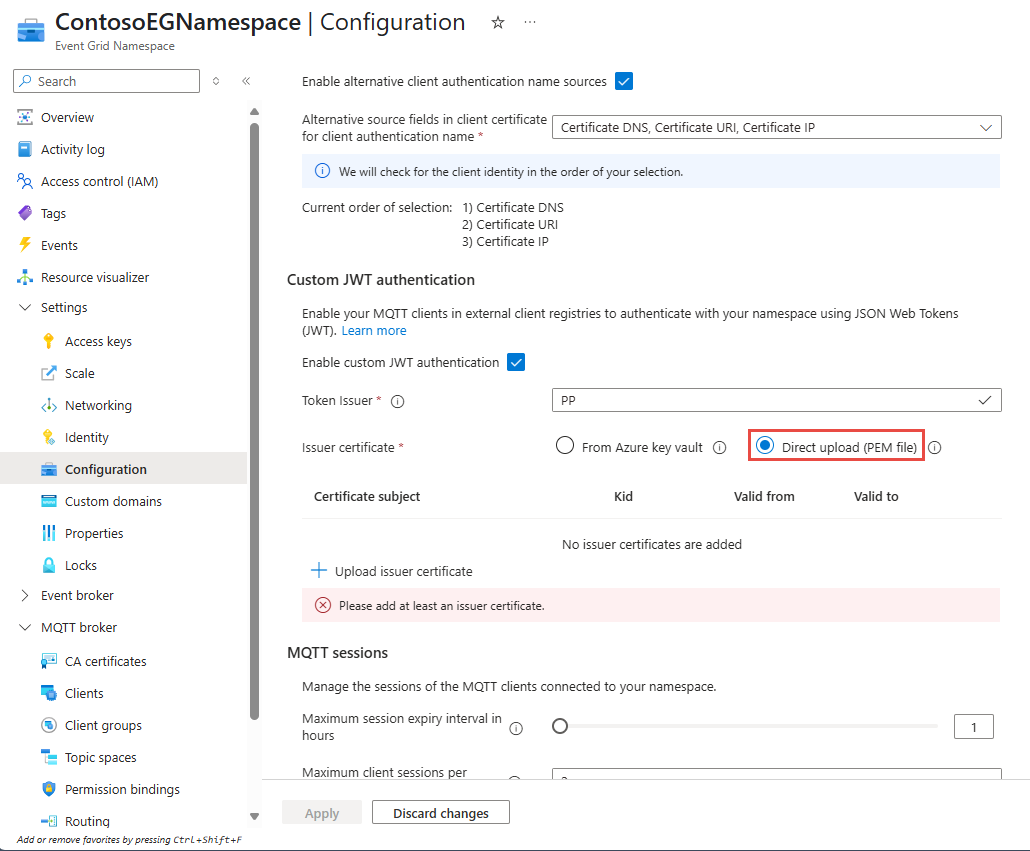 ContosoEGNamespace | Configuration
Event Grid Namespace
Search
Overview
Activity log
Access control (IAM)
Tags
Events
Resource visualizer
Settings
Access keys
Scale
Networking
Identity
Configuration
Custom domains
Properties
Locks
Event broker
MQTT broker
CA certificates
Clients
Client groups
Topic spaces
Permission bindings
Routing
Add or remove favorites by pressing Ctrl+Shift+F
Enable alternative client authentication name sources
Alternative source fields in client certificate
for client authentication name *
Certificate DNS, Certificate URI, Certificate IP
We will check for the client identity in the order of your selection.
Current order of selection: 1) Certificate DNS
2) Certificate URI
3) Certificate IP
Custom JWT authentication
Enable your MQTT clients in external client registries to authenticate with your namespace using JSON Web Tokens
(JWT). Learn more
Enable custom JWT authentication
Token Issuer * PP
Issuer certificate * From Azure key vault Direct upload (PEM file)
Certificate subject Kid Valid from Valid to
No issuer certificates are added
Upload issuer certificate
Please add at least an issuer certificate.
MQTT sessions
Manage the sessions of the MQTT clients connected to your namespace.
Maximum session expiry interval in
hours
1
Maximum client sessions per
Apply Discard changes